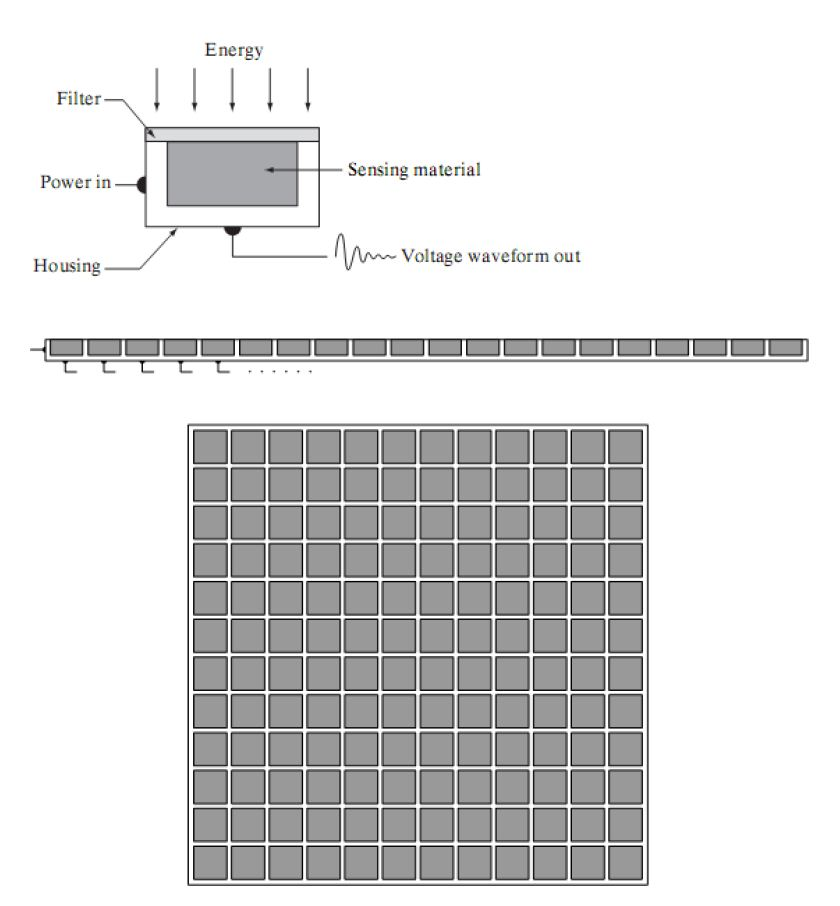 Energy
Filter
Sensing material
Power in
Housing
Voltage waveform out